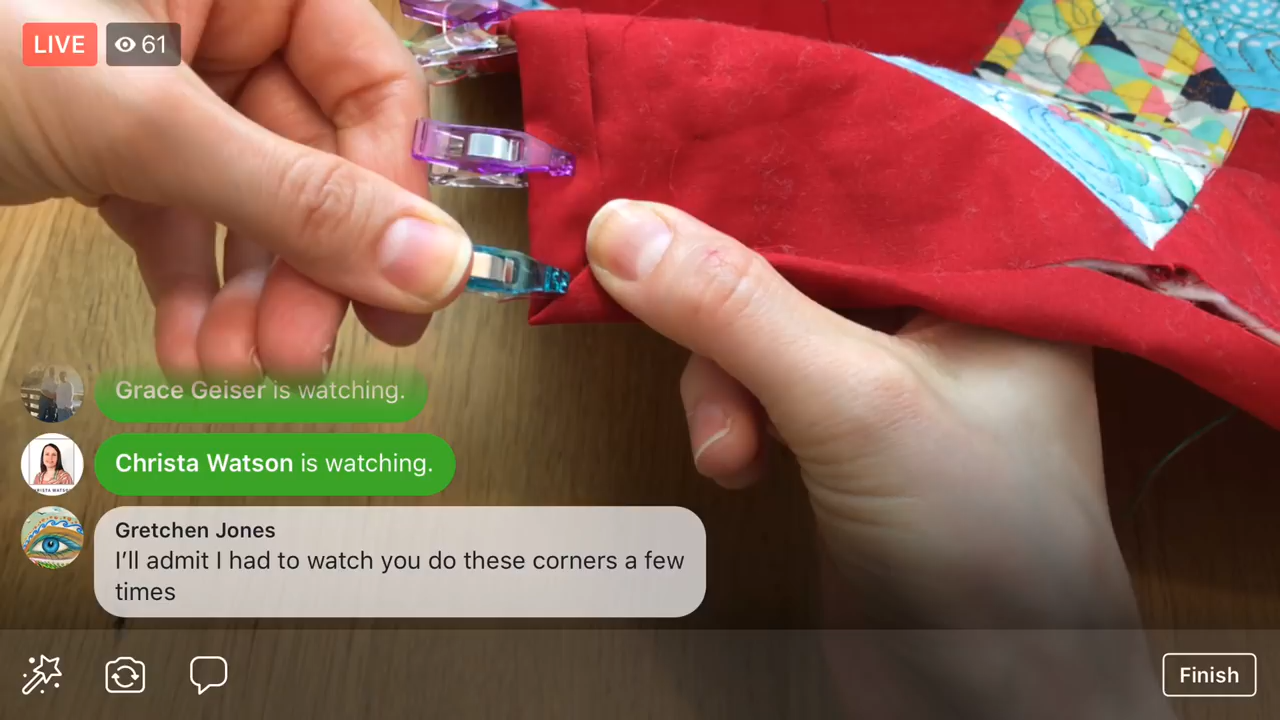 LIVE 61
Grace Geiser is watching.
Christa Watson is watching.
Gretchen Jones
I’ll admit I had to watch you do these corners a few
times
Finish